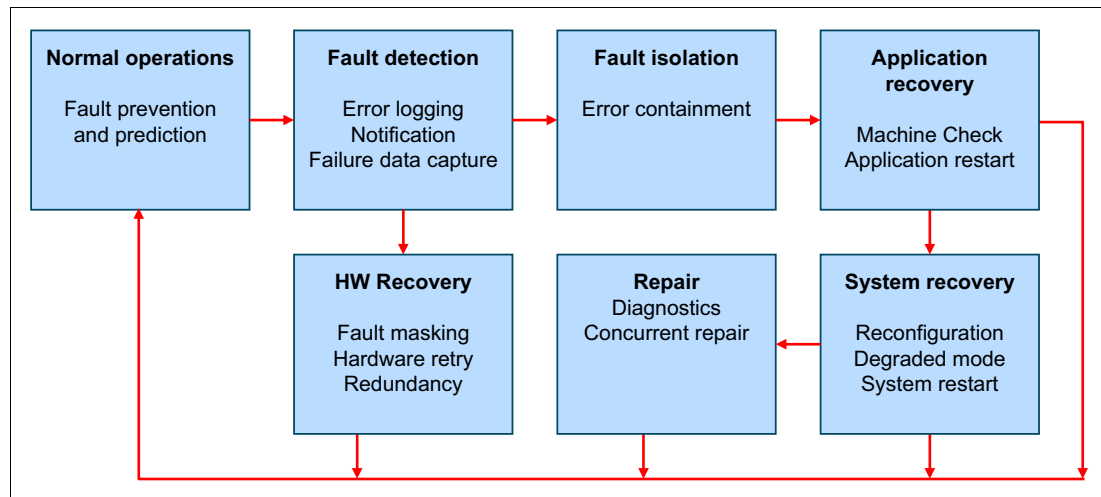 Normal operations
Fault prevention
and prediction
Fault detection
Error logging
Notification
Failure data capture
Fault isolation
Error containment
Application
recovery
Machine Check
Application restart
HW Recovery
Fault masking
Hardware retry
Redundancy
Repair
Diagnostics
Concurrent repair
System recovery
Reconfiguration
Degraded mode
System restart